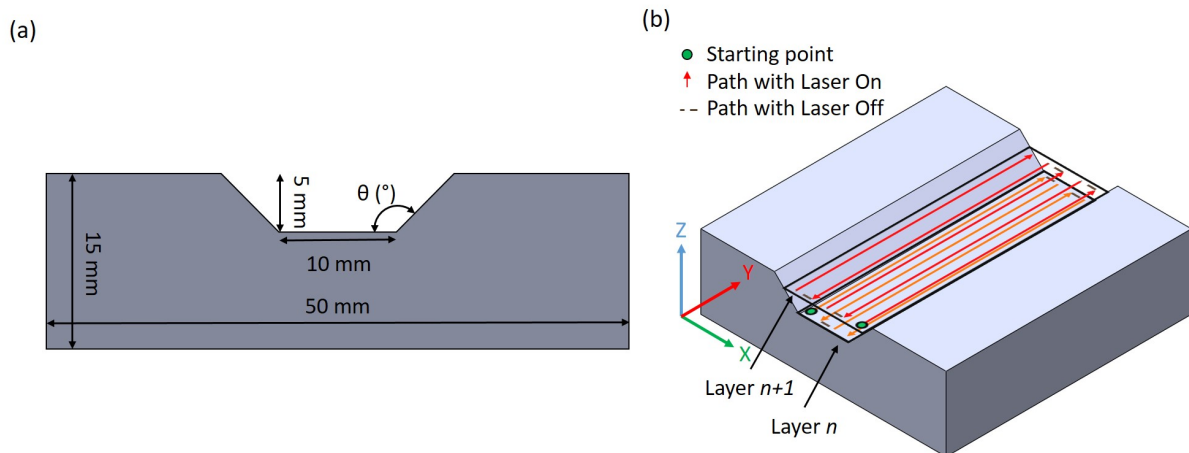 (a)
5 mm
θ (°)
15 mm
10 mm
50 mm
(b)
Starting point
Path with Laser On
Path with Laser Off
Z
Y
X
Layer n+1
Layer n